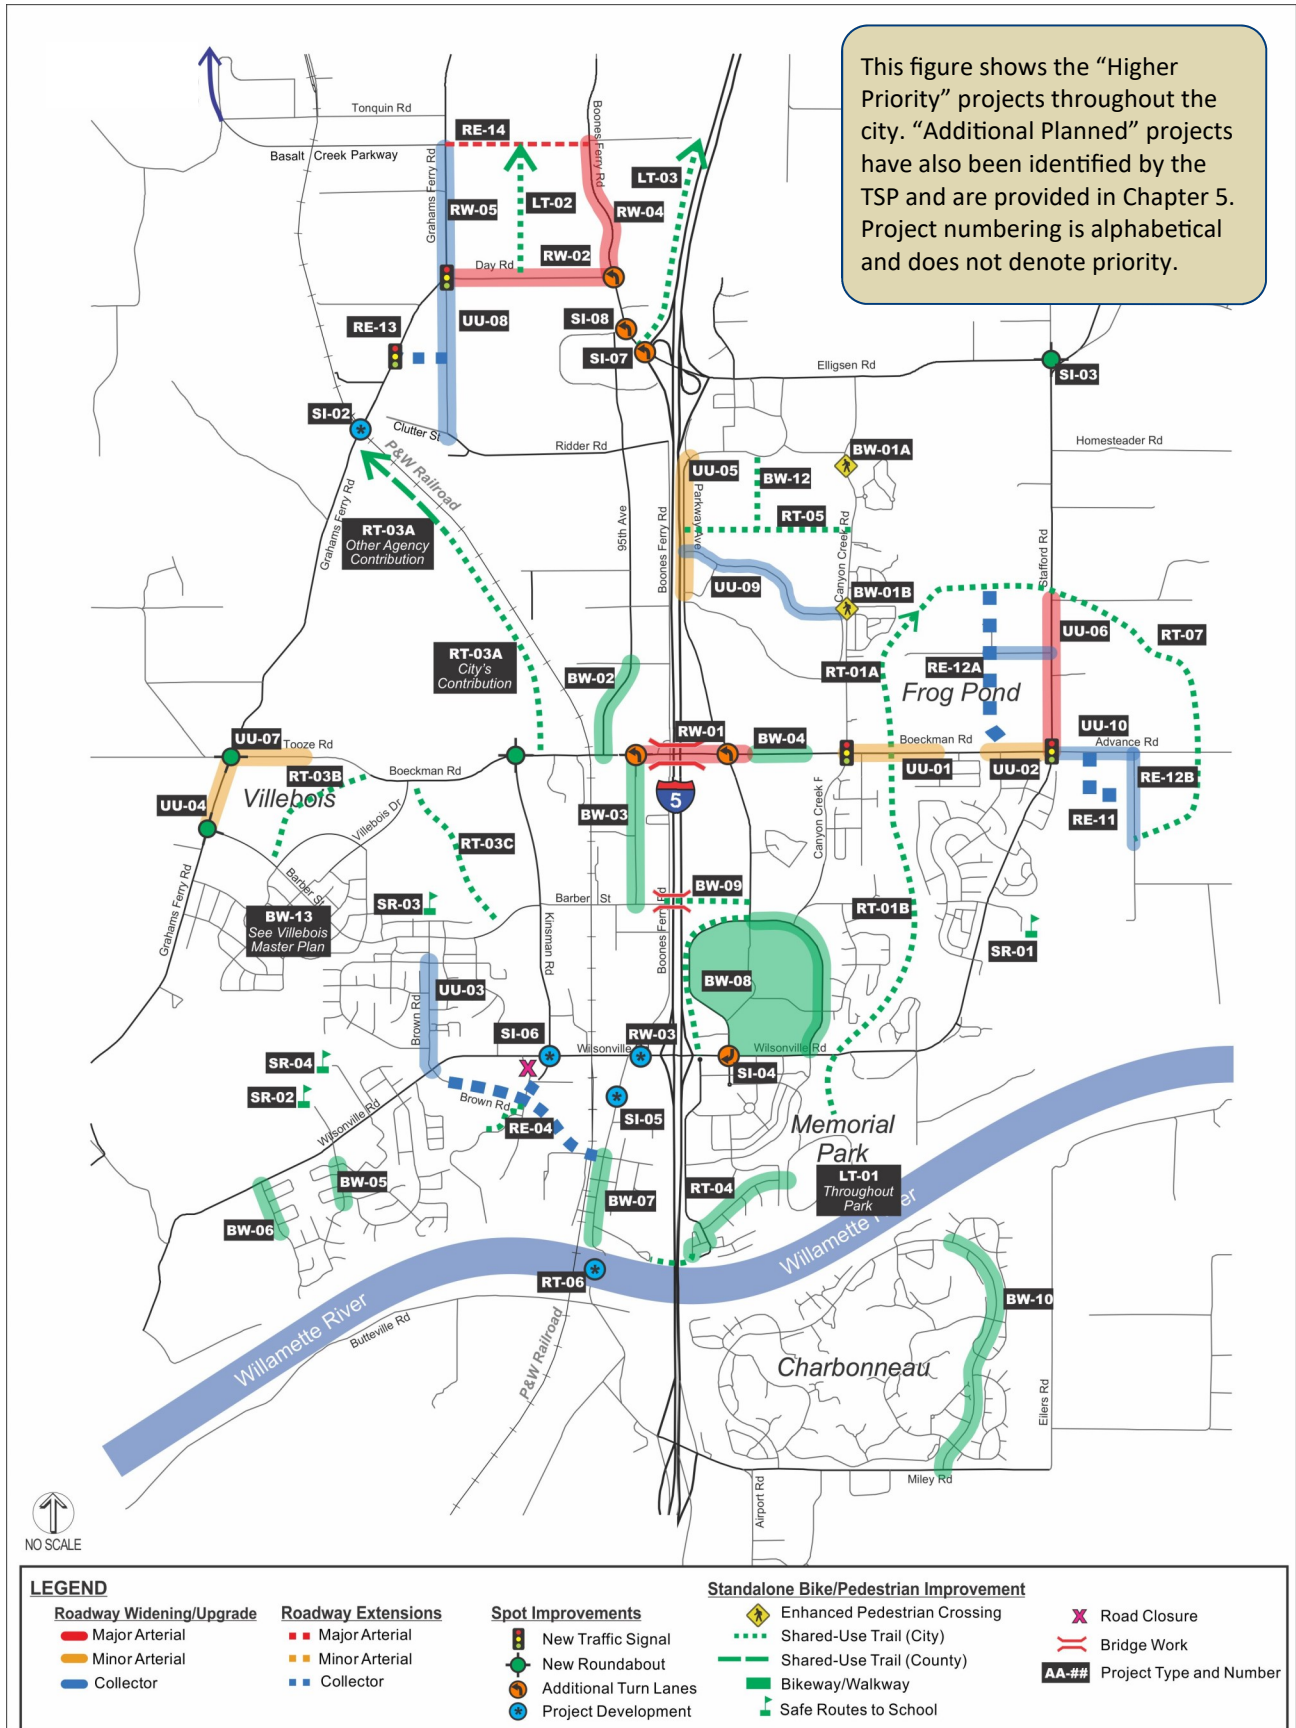 This figure shows the “Higher
Priority” projects throughout the
city. “Additional Planned” projects
have also been identified by the
TSP and are provided in Chapter 5.
Project numbering is alphabetical
and does not denote priority.
Tonquin Rd
RE-14
Basalt Creek Parkway
Boones Ferry Rd
Grahams Ferry Rd
LT-03
LT-02
RW-05
RW-04
RW-02
Day Rd
SI-08
UU-08
RE-13
SI-07
Elligsen Rd
SI-03
SI-02
Clutter St
Ridder Rd
P&W Railroad
Homesteader Rd
BW-01A
UU-05
BW-12
Parkway Ave
RT-05
Grahams Ferry Rd
RT-03A
Other Agency
Contribution
95th Ave
Boones Ferry Rd
Canyon Creek Rd
Stafford Rd
UU-09
BW-01B
UU-06
RT-07
RT-03A
City's
Contribution
BW-02
RT-01A
RE-12A
Frog Pond
UU-07
Tooze Rd
RW-01
BW-04
UU-10
Boeckman Rd
Advance Rd
RT-03B
Boeckman Rd
UU-01
UU-02
RE-12B
UU-04
Villebois
5
BW-03
RE-11
Villebois Dr
RT-03C
Canyon Creek R
Barber St
Grahams Ferry Rd
SR-03
Barber St
BW-09
BW-13
See Villebois
Master Plan
RT-01B
Kinsman Rd
Boones Ferry Rd
SR-01
BW-08
UU-03
Brown Rd
SI-06
RW-03
Wilsonville Rd
SI-04
SR-04
SR-02
Wilsonville Rd
Brown Rd
RE-04
SI-05
Memorial
Park
LT-01
Throughout
Park
BW-05
BW-06
BW-07
RT-04
Willamette River
RT-06
Willamette River
Butteville Rd
P&W Railroad
BW-10
Charbonneau
Eilers Rd
Miley Rd
Airport Rd
NO SCALE
LEGEND
Roadway Widening/Upgrade
Major Arterial
Minor Arterial
Collector
Roadway Extensions
Major Arterial
Minor Arterial
Collector
Spot Improvements
New Traffic Signal
New Roundabout
Additional Turn Lanes
Project Development
Standalone Bike/Pedestrian Improvement
Enhanced Pedestrian Crossing
Shared-Use Trail (City)
Shared-Use Trail (County)
Bikeway/Walkway
Safe Routes to School
Road Closure
Bridge Work
AA-## Project Type and Number